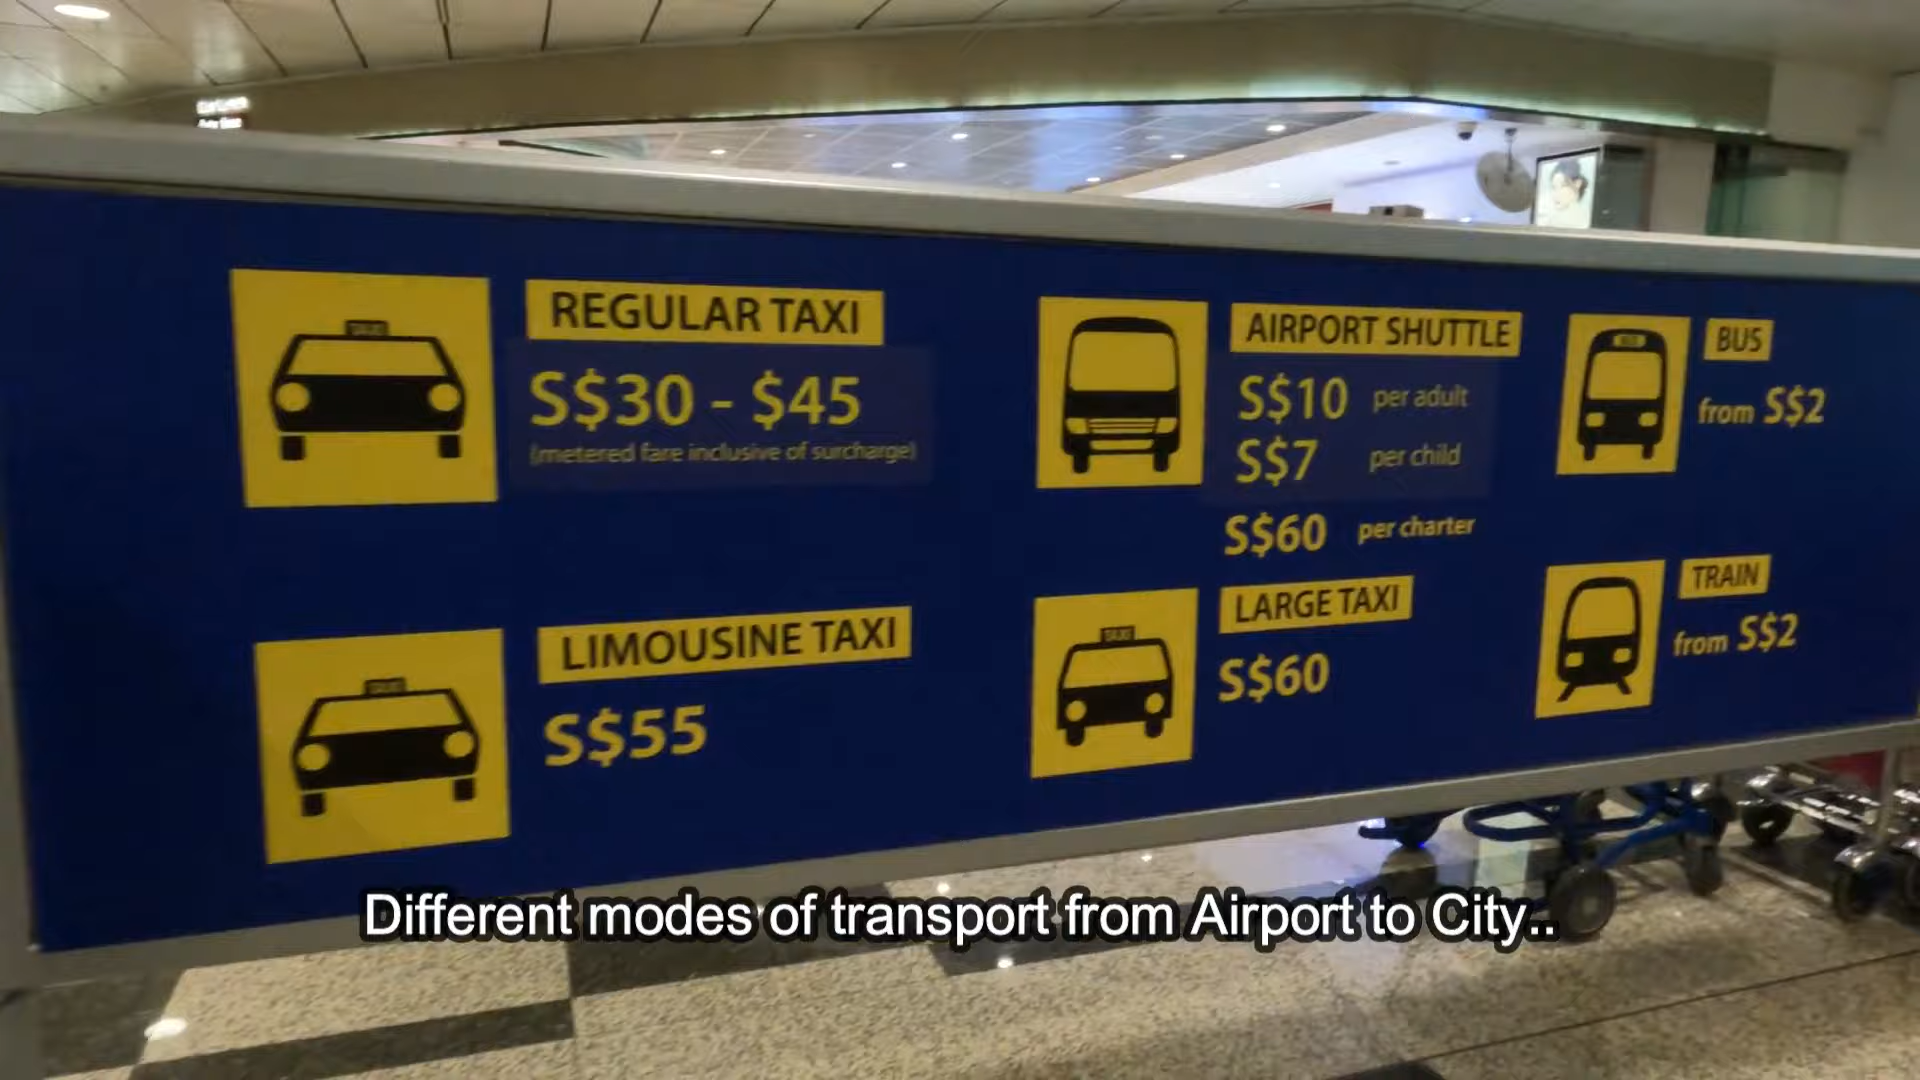 REGULAR TAXI
S$30 - $45
(metered fare inclusive of surcharge)
LIMOUSINE TAXI
S$55
AIRPORT SHUTTLE
S$10 per adult
S$7 per child
S$60 per charter
LARGE TAXI
S$60
BUS
from S$2
TRAIN
from S$2
TAXI
TAXI
Different modes of transport from Airport to City..